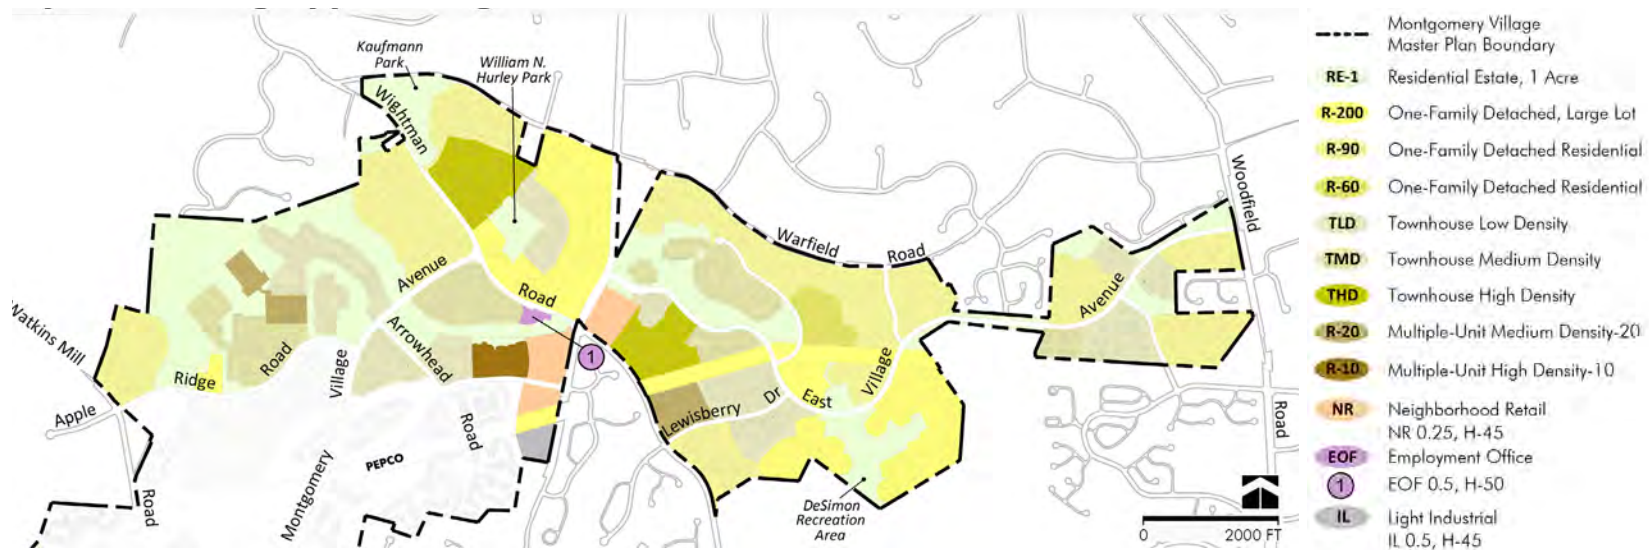 Kaufmann
Park
William N.
Hurley Park
Wightman
Avenue
Road
Warfield
Road
Woodfield
Road
Avenue
Watkins Mill
Road
Apple
Ridge
Road
Village
Montgomery
Arrowhead
Road
PEPCO
1
Lewisberry
Dr
East
Village
DeSimon
Recreation
Area
0
2000 FT
Montgomery Village
Master Plan Boundary
RE-1 Residential Estate, 1 Acre
R-200 One-Family Detached, Large Lot
R-90 One-Family Detached Residential
R-60 One-Family Detached Residential
TLD Townhouse Low Density
TMD Townhouse Medium Density
THD Townhouse High Density
R-20 Multiple-Unit Medium Density-20
R-10 Multiple-Unit High Density-10
NR Neighborhood Retail
NR 0.25, H-45
EOF Employment Office
1 EOF 0.5, H-50
IL Light Industrial
IL 0.5, H-45